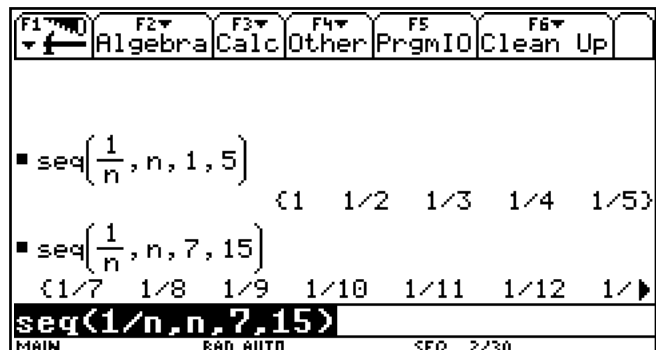 F1 F2 F3 F4 F5 F6
Algebra Calc Other PrgmIO Clean Up
seq(1/n, n, 1, 5)
{1 1/2 1/3 1/4 1/5}
seq(1/n, n, 7, 15)
{1/7 1/8 1/9 1/10 1/11 1/12 1/
seq(1/n,n,7,15)
MAIN RAD AUTO SEQ 2/30